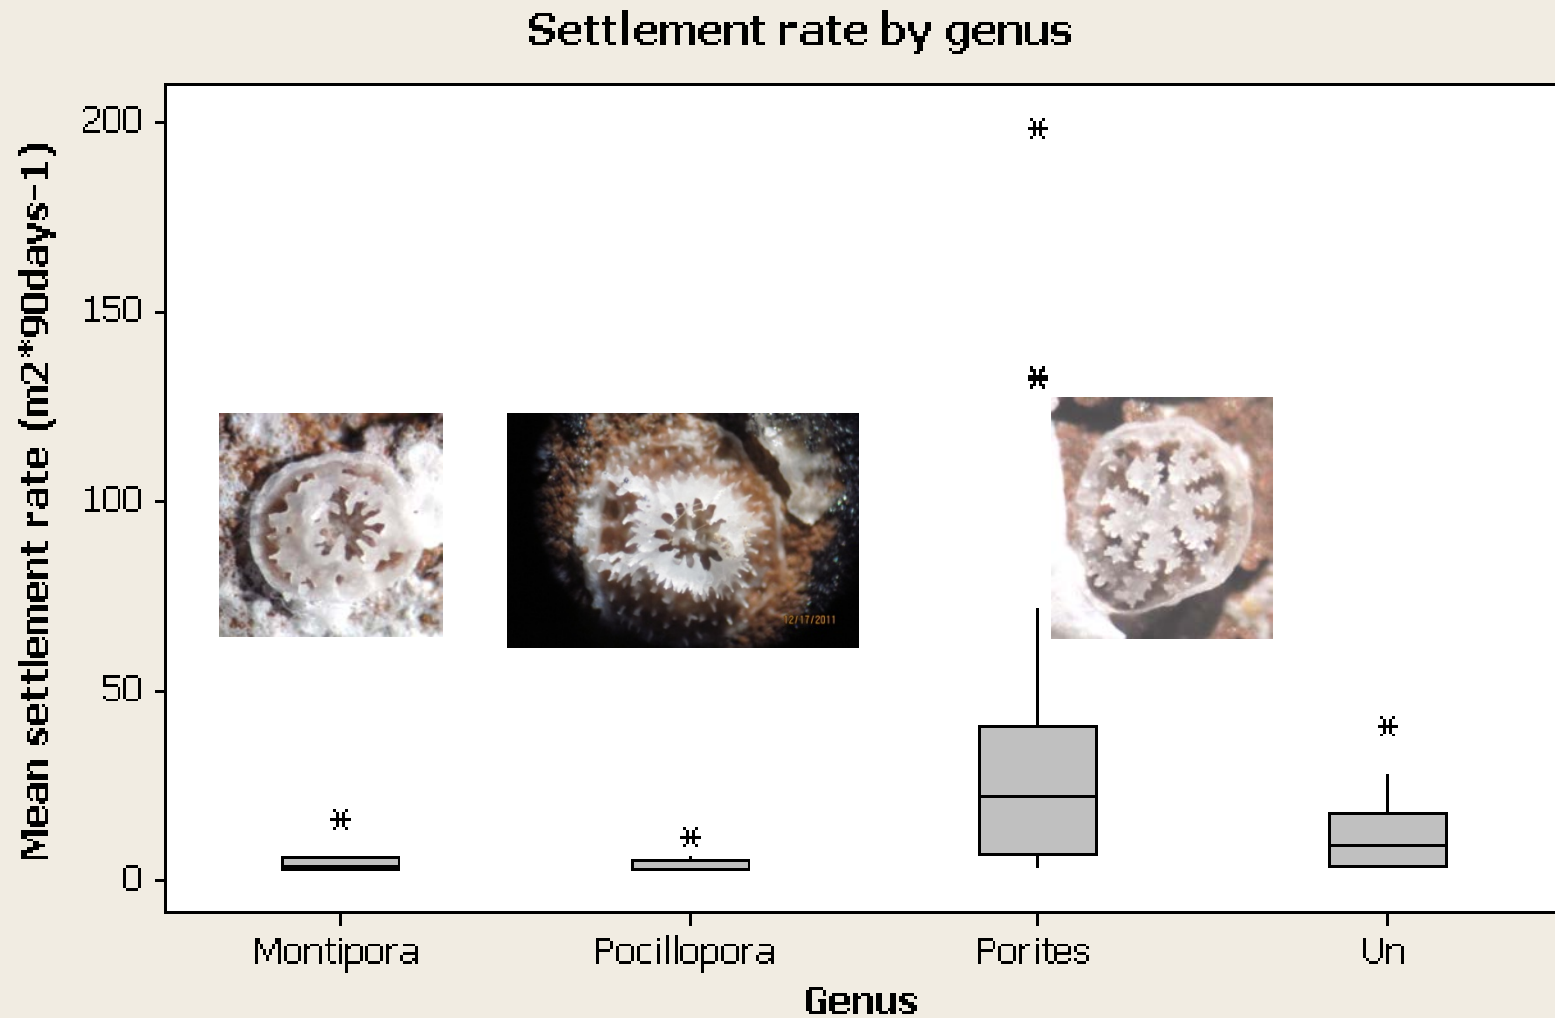 Settlement rate by genus
Mean settlement rate (m2*90days-1)
200
150
100
50
0
12/17/2011
Montipora
Pocillopora
Porites
Un
Genus